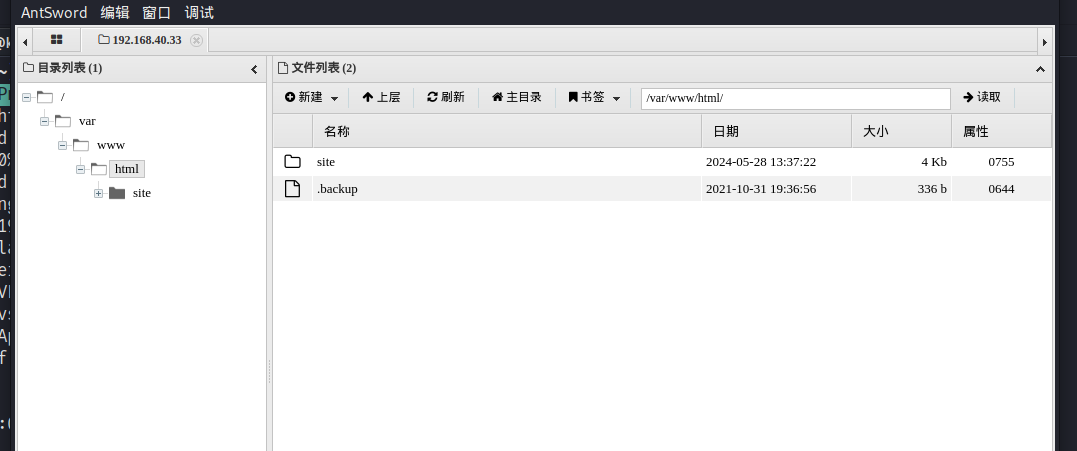 AntSword 编辑 窗口 调试
192.168.40.33
目录列表 (1)
文件列表 (2)
新建 上层 刷新 主目录 书签 /var/www/html/ 读取
/
var
www
html
site
名称 日期 大小 属性
site 2024-05-28 13:37:22 4 Kb 0755
.backup 2021-10-31 19:36:56 336 b 0644